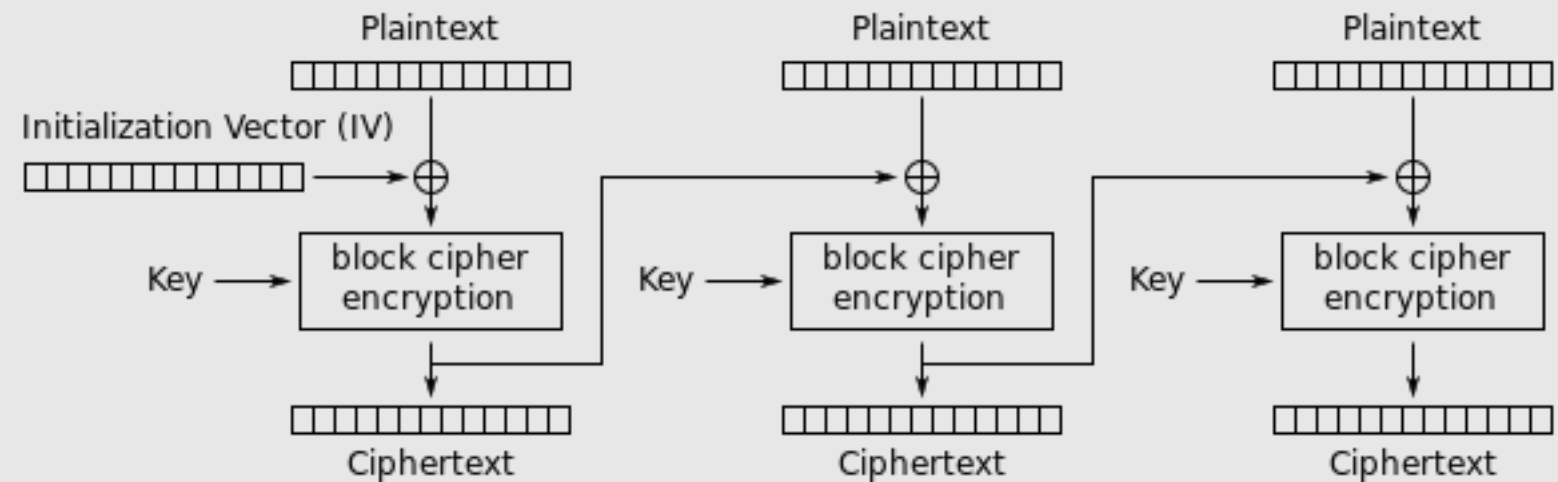 Plaintext
Plaintext
Plaintext
Initialization Vector (IV)
Key
block cipher
encryption
Key
block cipher
encryption
Key
block cipher
encryption
Ciphertext
Ciphertext
Ciphertext